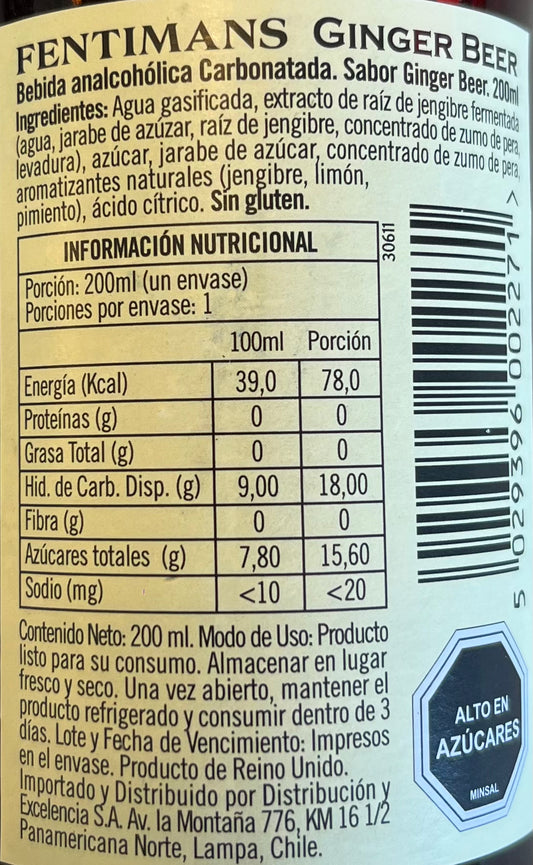 FENTIMANS GINGER BEER
Bebida analcohólica Carbonatada. Sabor Ginger Beer. 200ml
Ingredientes: Agua gasificada, extracto de raíz de jengibre fermentada
(agua, jarabe de azúzar, raíz de jengibre, concentrado de zumo de pera,
levadura), azúcar, jarabe de azúcar, concentrado de zumo de pera,
aromatizantes naturales (jengibre, limón,
pimiento), ácido cítrico. Sin gluten.
INFORMACIÓN NUTRICIONAL
Porción: 200ml (un envase)
Porciones por envase: 1
100ml Porción
Energía (Kcal) 39,0 78,0
Proteínas (g) 0 0
Grasa Total (g) 0 0
Hid. de Carb. Disp. (g) 9,00 18,00
Fibra (g) 0 0
Azúcares totales (g) 7,80 15,60
Sodio (mg) <10 <20
Contenido Neto: 200 ml. Modo de Uso: Producto
listo para su consumo. Almacenar en lugar
fresco y seco. Una vez abierto, mantener el
producto refrigerado y consumir dentro de 3
días. Lote y Fecha de Vencimiento: Impresos
en el envase. Producto de Reino Unido.
Importado y Distribuido por Distribución y
Excelencia S.A. Av. la Montaña 776, KM 16 1/2
Panamericana Norte, Lampa, Chile.
30611
5 029396 002271 >
ALTO EN
AZÚCARES
MINSAL